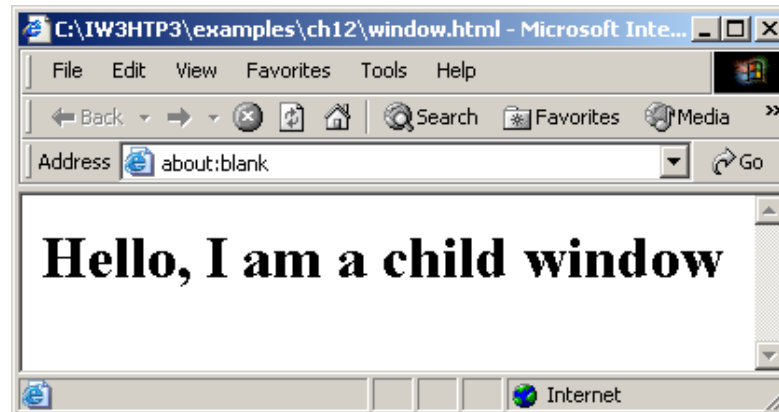 C:\IW3HTP3\examples\ch12\window.html - Microsoft Inte...
File Edit View Favorites Tools Help
Back Search Favorites Media »
Address about:blank Go
Hello, I am a child window
Internet